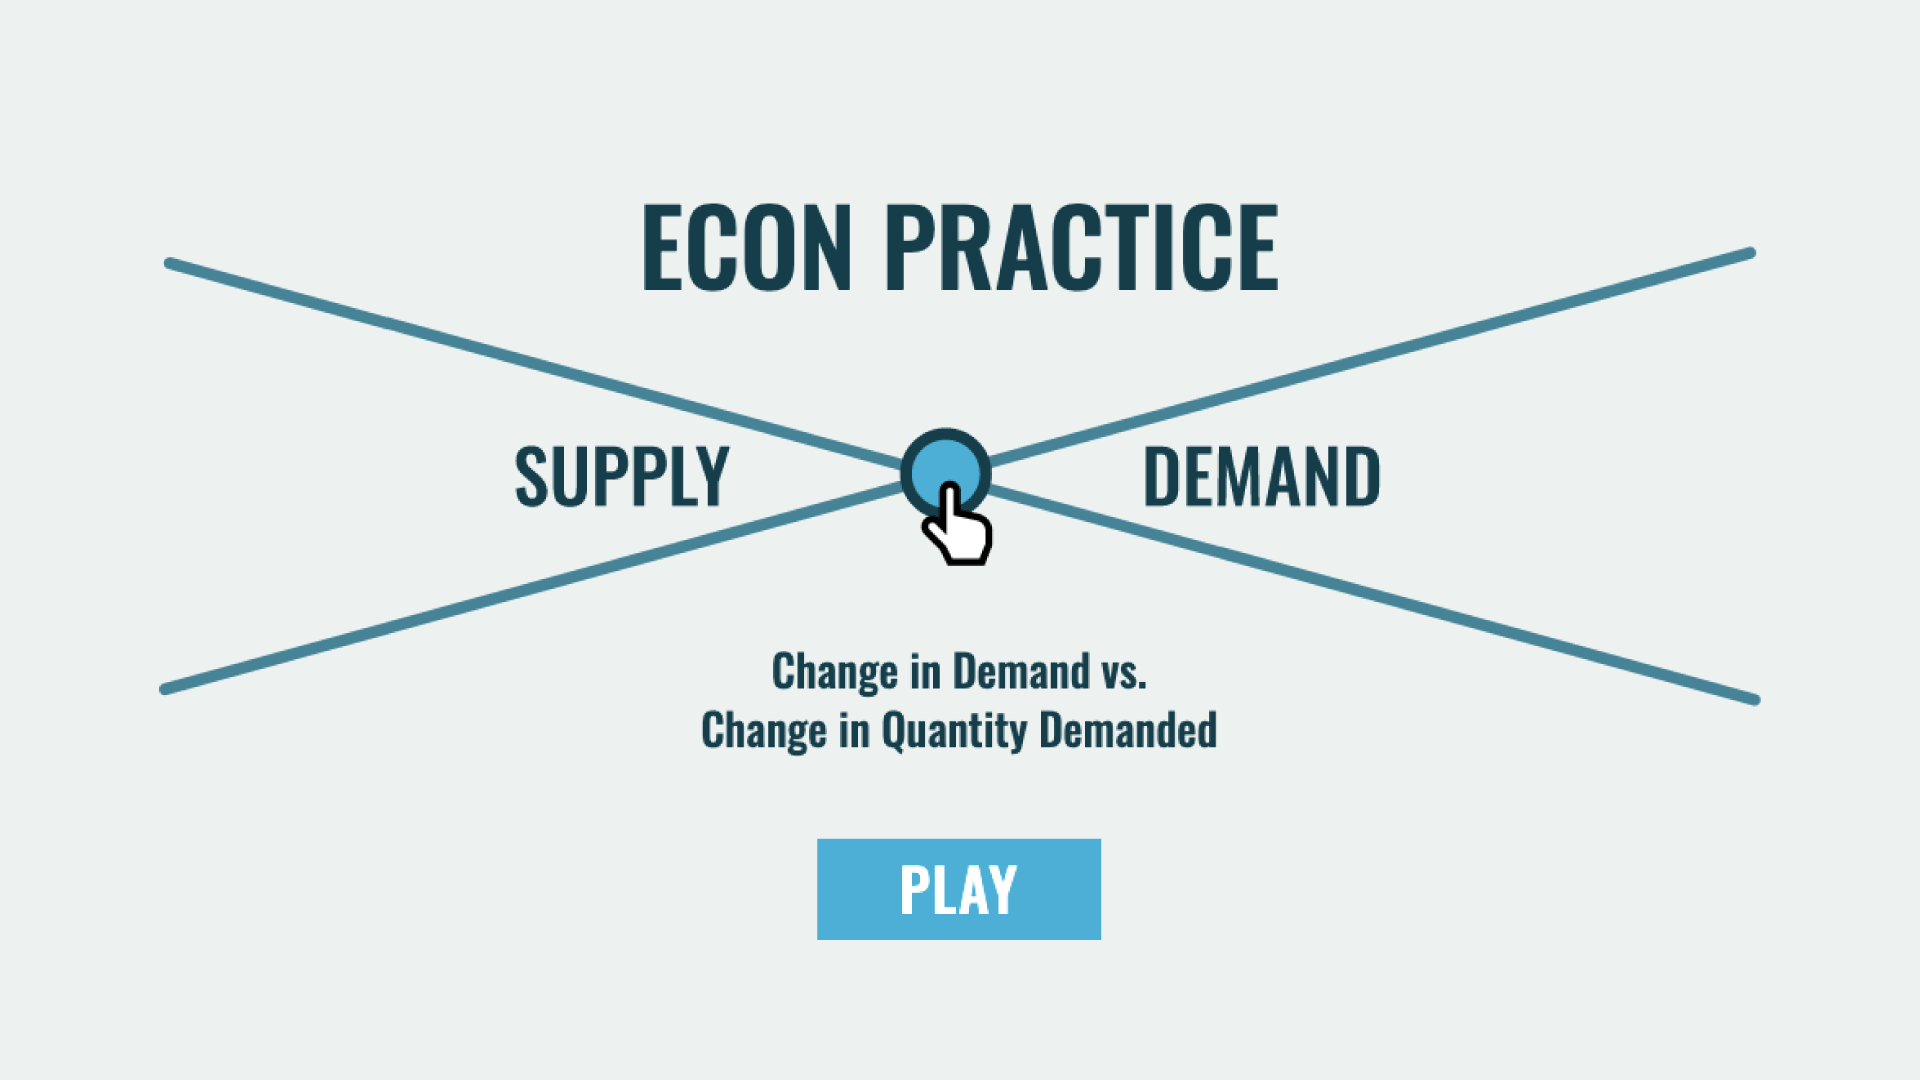 ECON PRACTICE
SUPPLY
DEMAND
Change in Demand vs.
Change in Quantity Demanded
PLAY